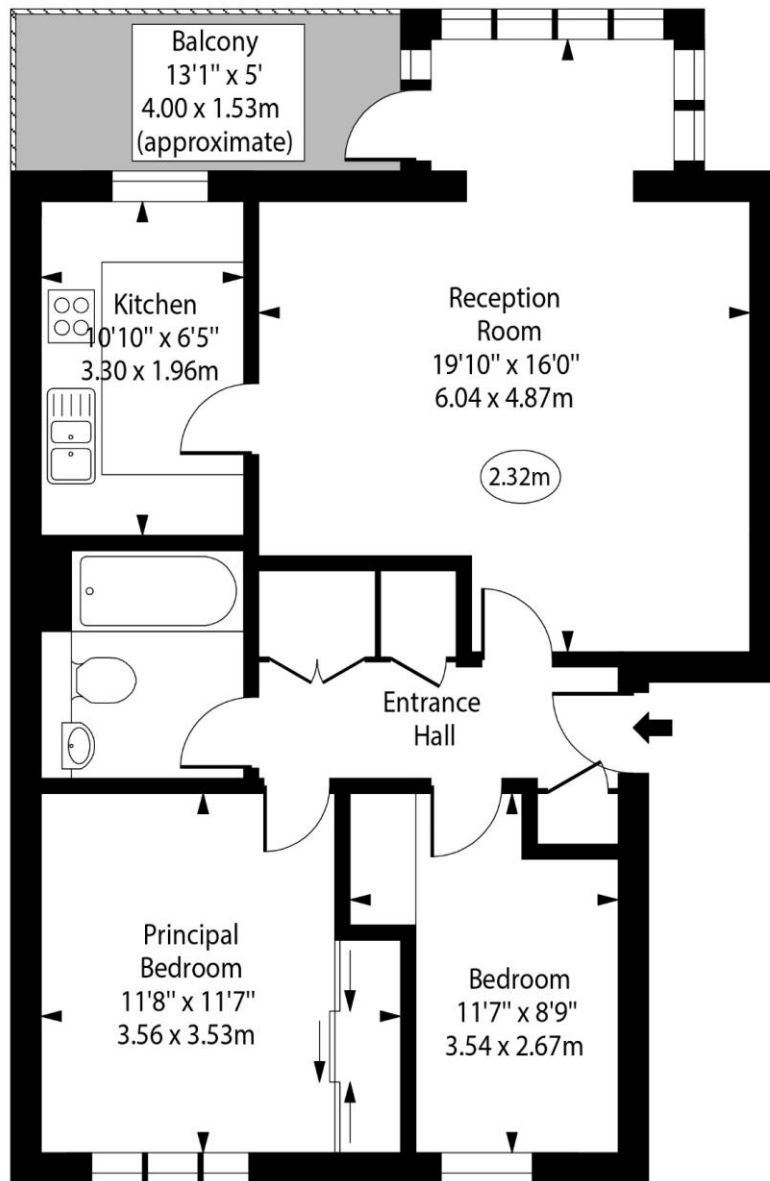 Balcony
13'1" x 5'
4.00 x 1.53m
(approximate)
Kitchen
10'10" x 6'5"
3.30 x 1.96m
Reception
Room
19'10" x 16'0"
6.04 x 4.87m
2.32m
Entrance
Hall
Principal
Bedroom
11'8" x 11'7"
3.56 x 3.53m
Bedroom
11'7" x 8'9"
3.54 x 2.67m